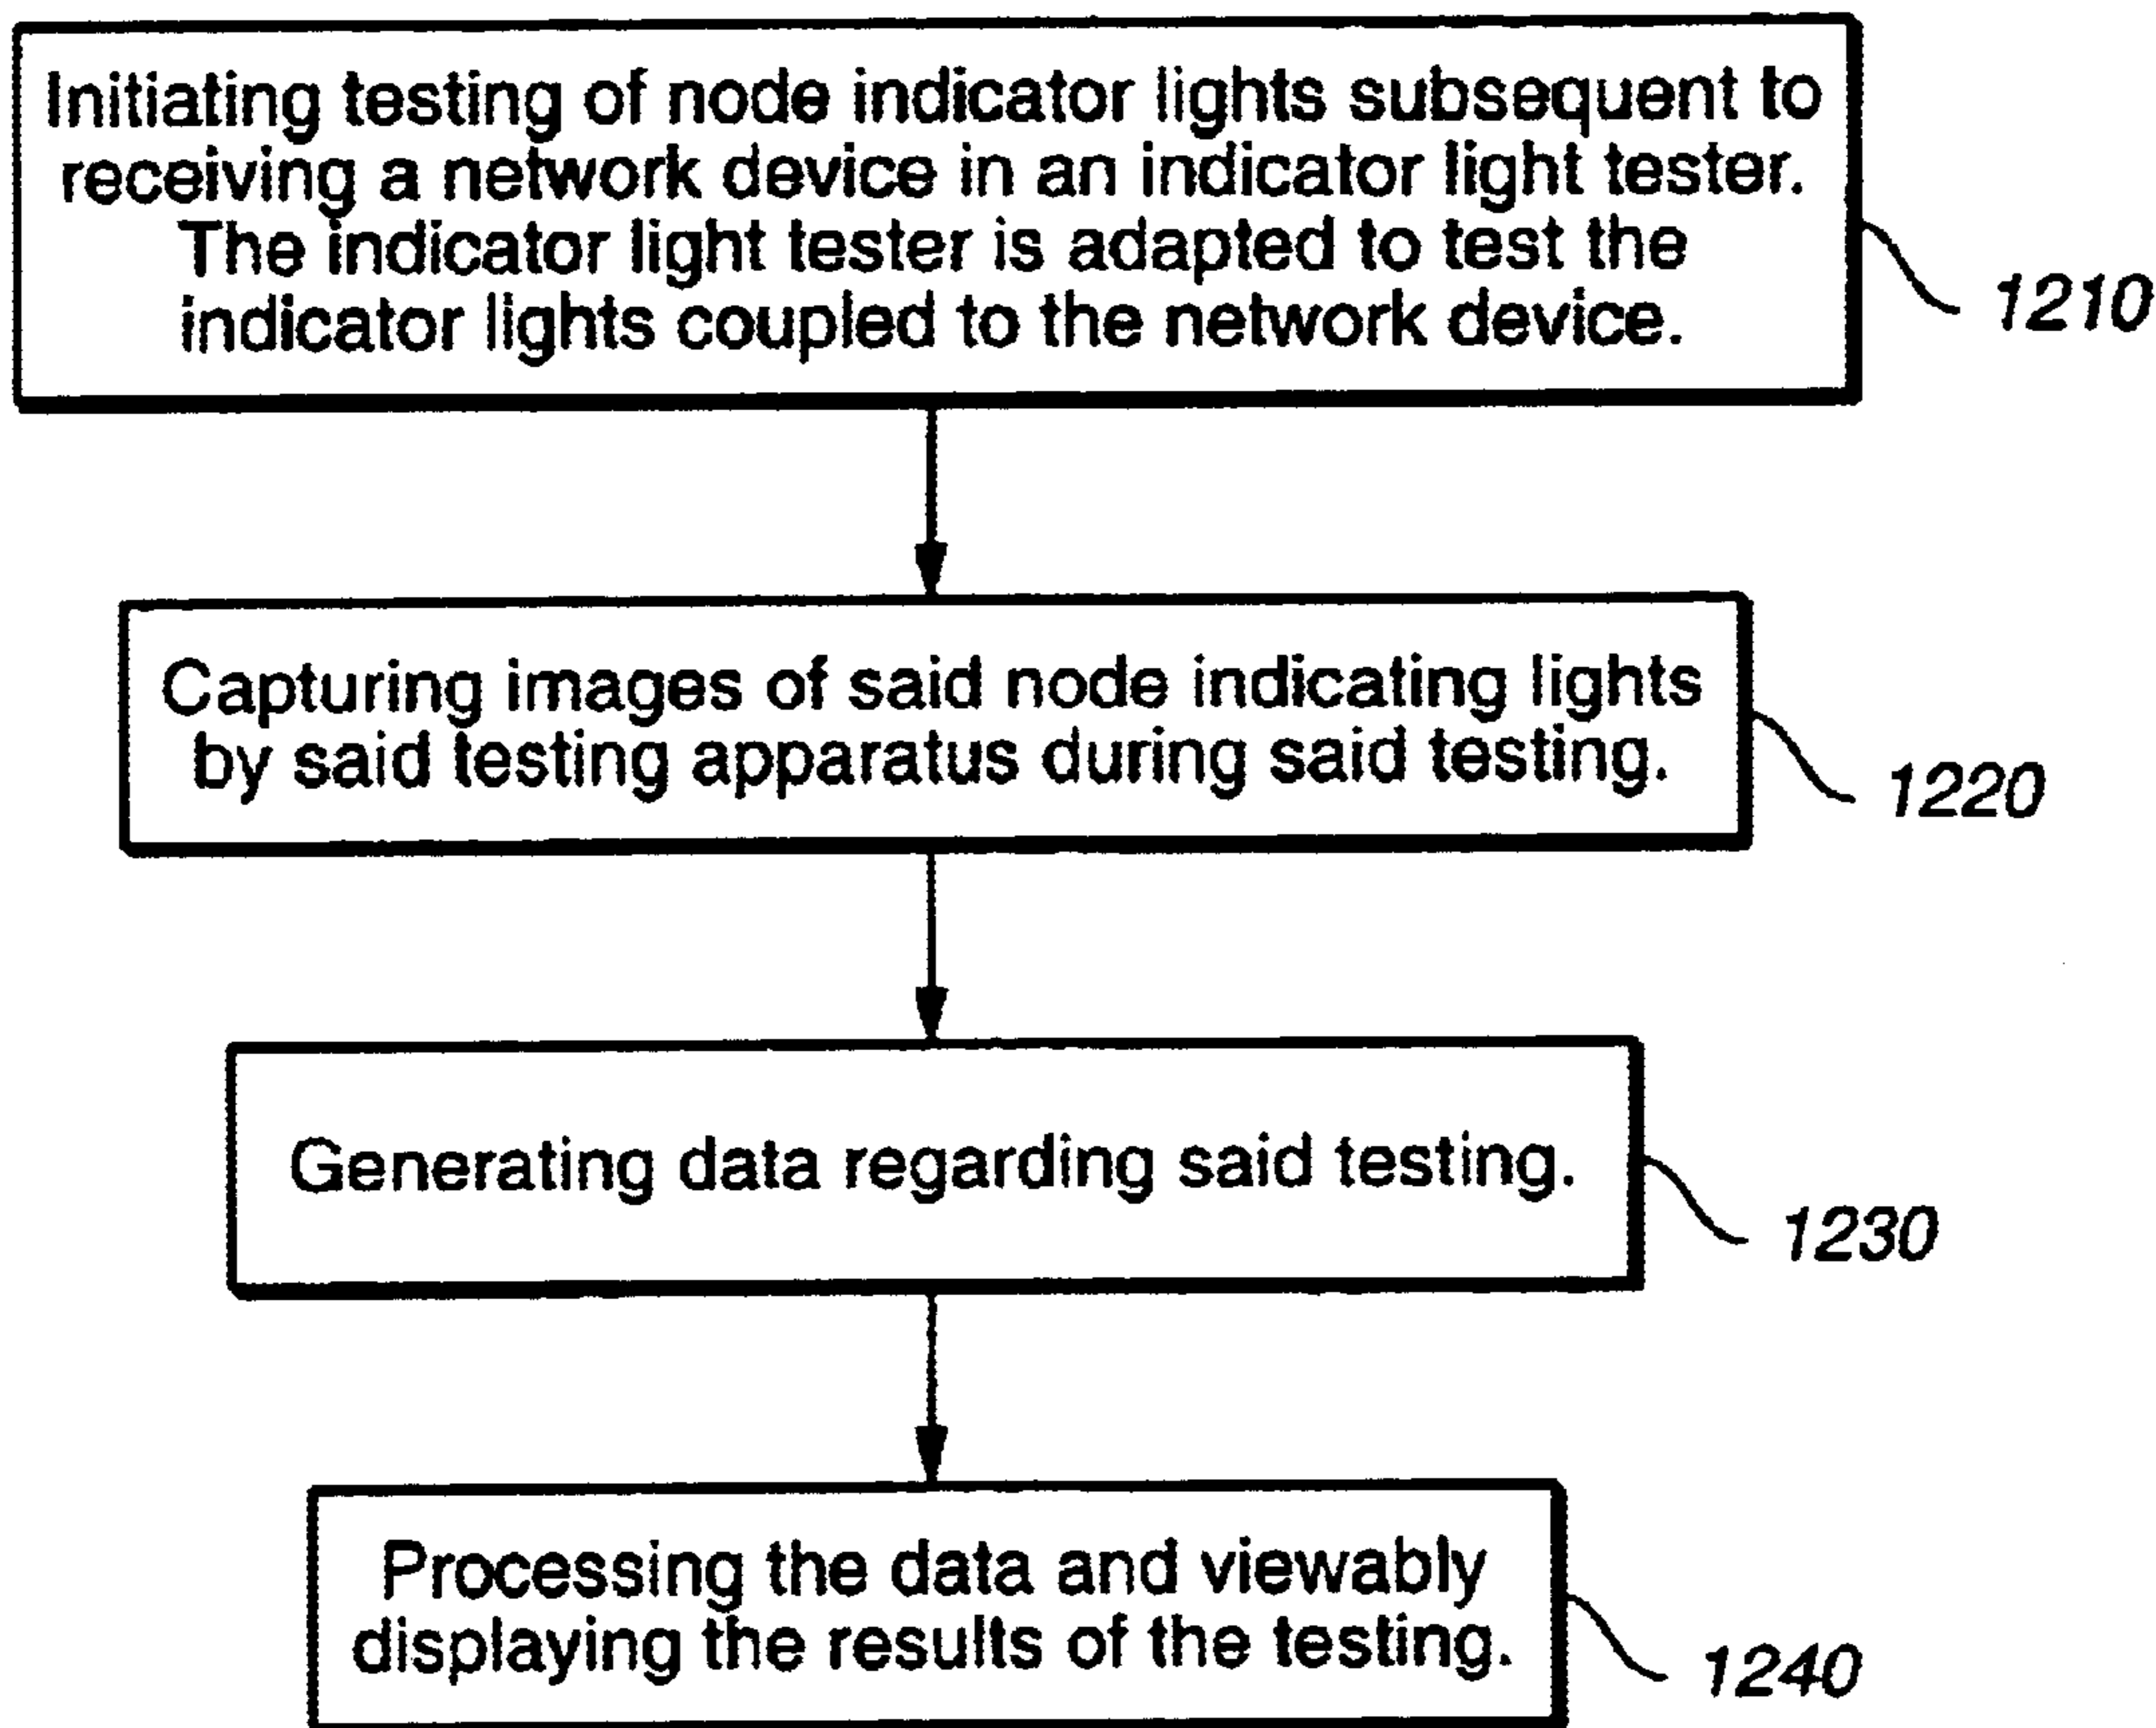 Initiating testing of node indicator lights subsequent to
receiving a network device in an indicator light tester.
The indicator light tester is adapted to test the
indicator lights coupled to the network device.
1210
Capturing images of said node indicating lights
by said testing apparatus during said testing.
1220
Generating data regarding said testing.
1230
Processing the data and viewably
displaying the results of the testing.
1240